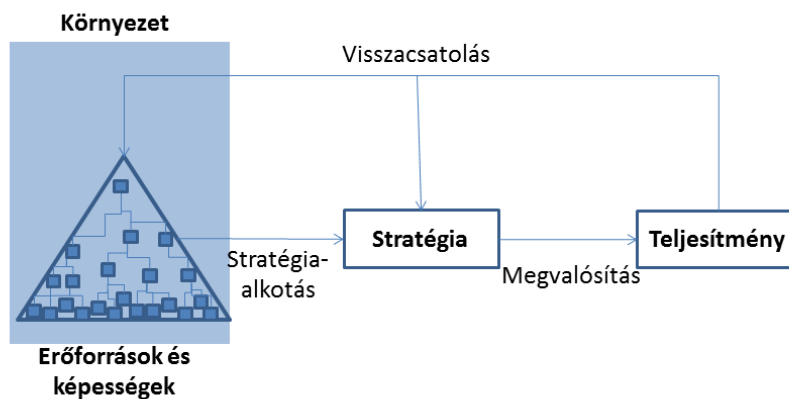 Környezet
Visszacsatolás
Stratégia-
alkotás
Stratégia
Megvalósítás
Teljesítmény
Erőforrások és
képességek